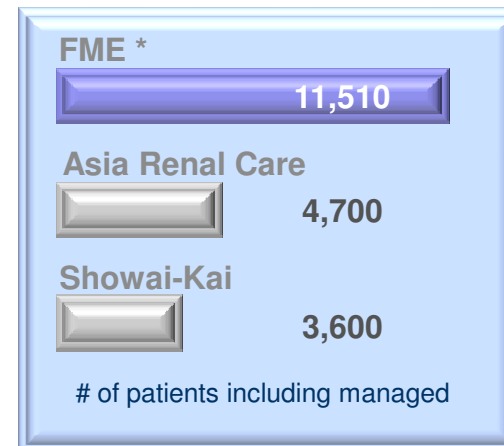 FME *
11,510
Asia Renal Care
4,700
Showai-Kai
3,600
# of patients including managed